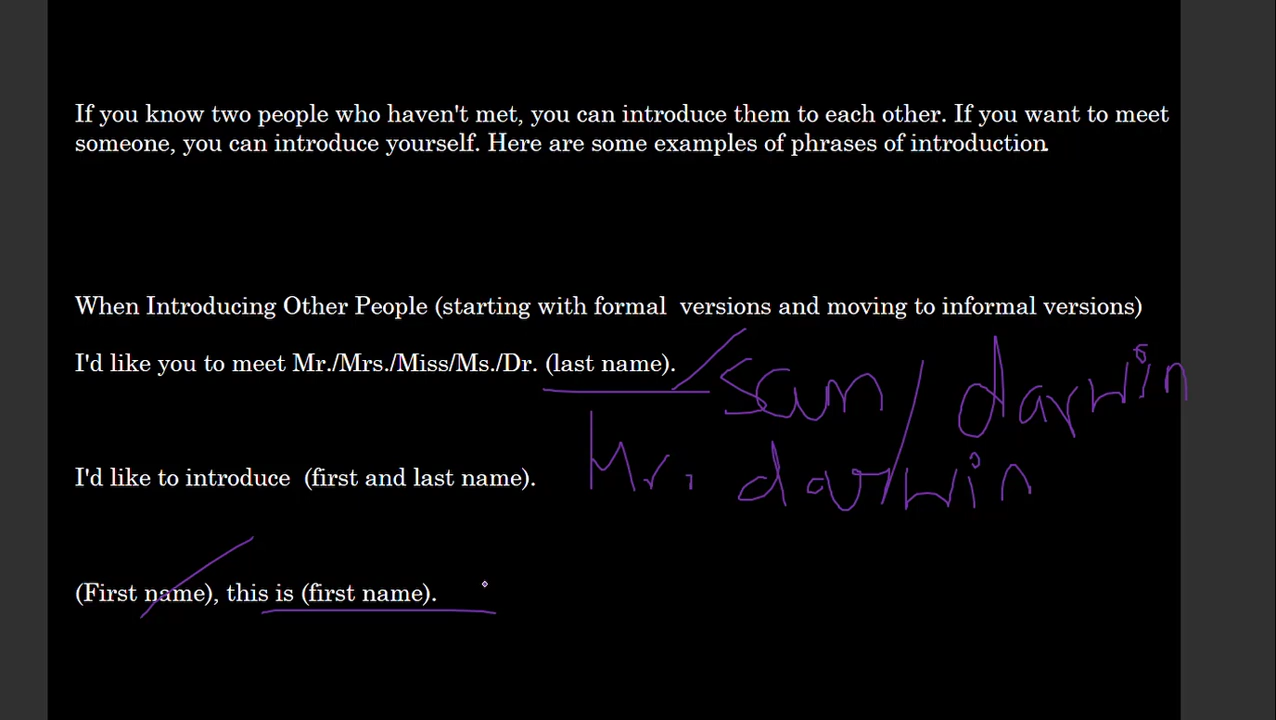 If you know two people who haven't met, you can introduce them to each other. If you want to meet
someone, you can introduce yourself. Here are some examples of phrases of introduction.
When Introducing Other People (starting with formal  versions and moving to informal versions)
I'd like you to meet Mr./Mrs./Miss/Ms./Dr. (last name).
Sam / darwin
Mr. darwin
I'd like to introduce  (first and last name).
(First name), this is (first name).